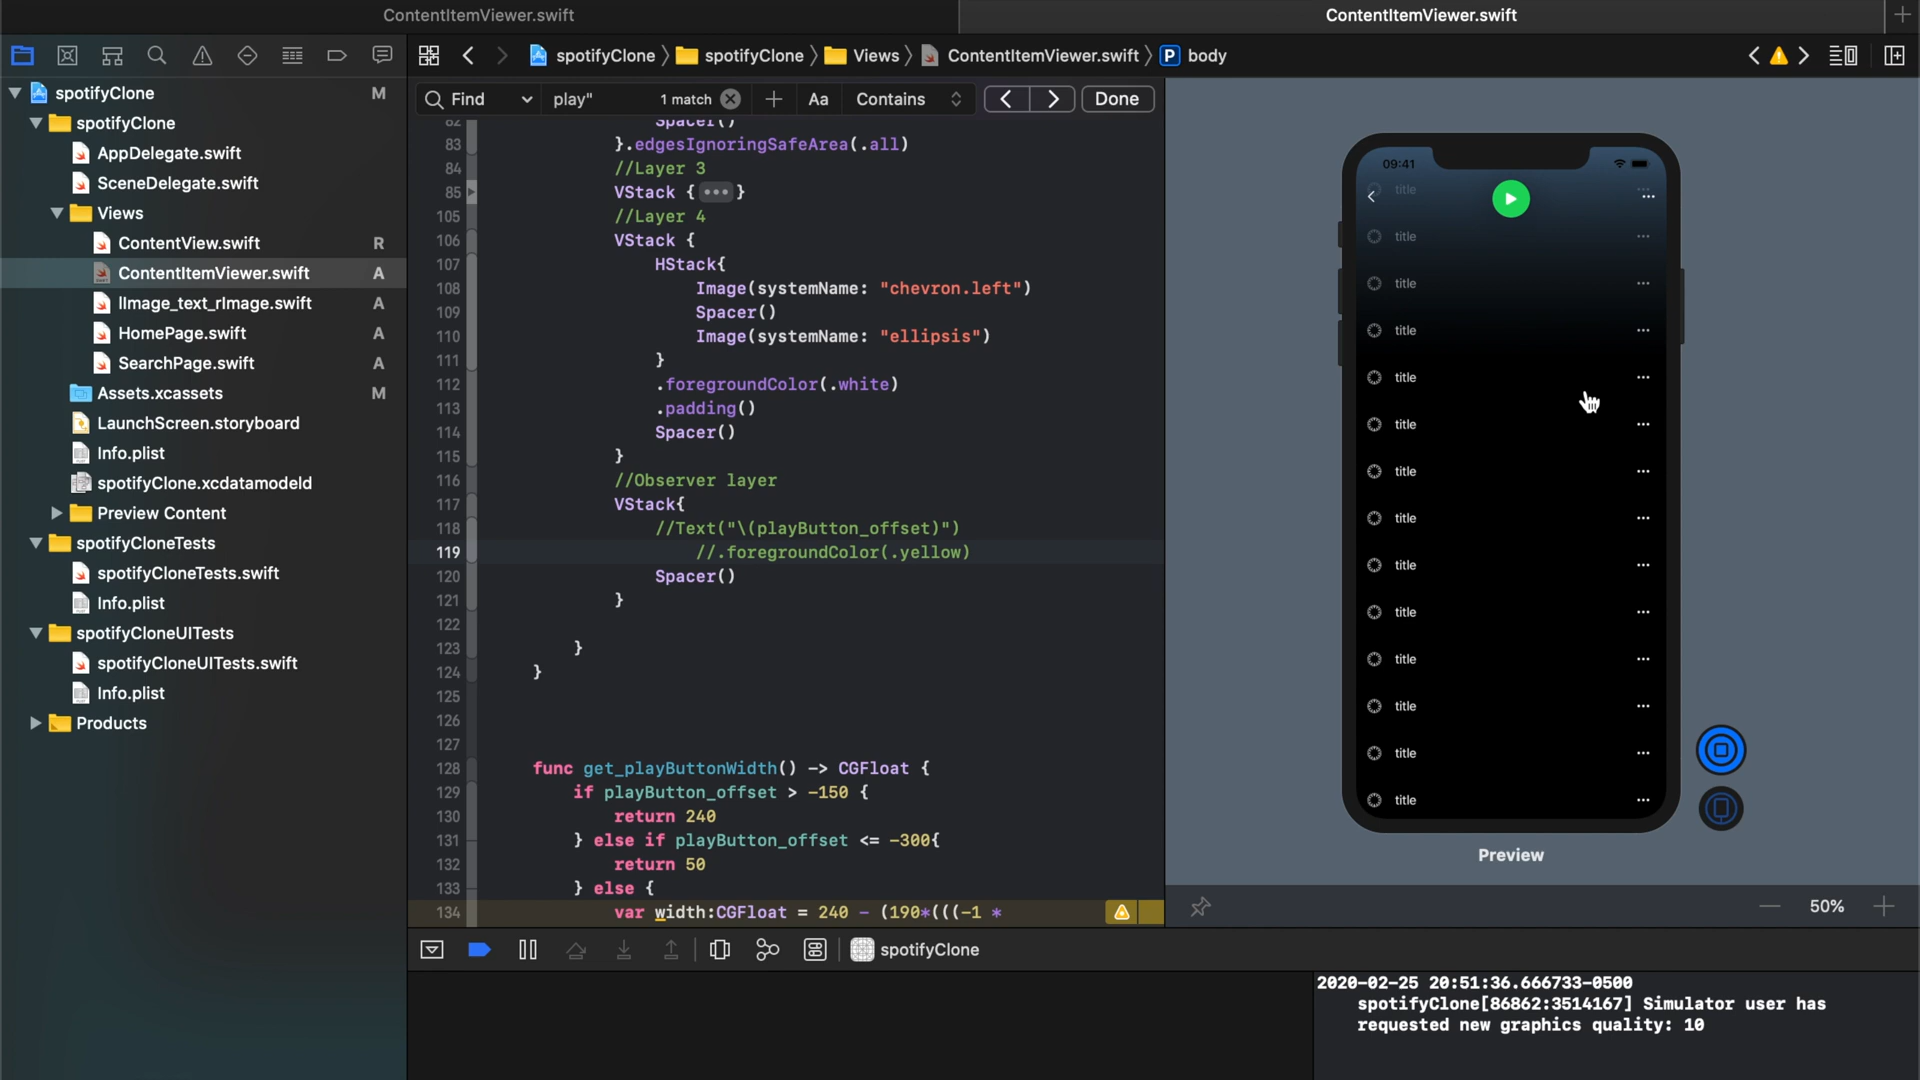 ContentItemViewer.swift
ContentItemViewer.swift
spotifyClone
spotifyClone
Views
ContentItemViewer.swift
P
body
spotifyClone M
spotifyClone
AppDelegate.swift
SceneDelegate.swift
Views
ContentView.swift R
ContentItemViewer.swift A
lImage_text_rImage.swift A
HomePage.swift A
SearchPage.swift A
Assets.xcassets M
LaunchScreen.storyboard
Info.plist
spotifyClone.xcdatamodeld
Preview Content
spotifyCloneTests
spotifyCloneTests.swift
Info.plist
spotifyCloneUITests
spotifyCloneUITests.swift
Info.plist
Products
Find play" 1 match Aa Contains Done
82 Spacer()
83 }.edgesIgnoringSafeArea(.all)
84 //Layer 3
85 VStack { ••• }
105 //Layer 4
106 VStack {
107 HStack{
108 Image(systemName: "chevron.left")
109 Spacer()
110 Image(systemName: "ellipsis")
111 }
112 .foregroundColor(.white)
113 .padding()
114 Spacer()
115 }
116 //Observer layer
117 VStack{
118 //Text("\(playButton_offset)")
119 //.foregroundColor(.yellow)
120 Spacer()
121 }
122
123 }
124 }
125
126
127
128 func get_playButtonWidth() -> CGFloat {
129 if playButton_offset > -150 {
130 return 240
131 } else if playButton_offset <= -300{
132 return 50
133 } else {
134 var width:CGFloat = 240 - (190*(((-1 *
09:41
title
title
title
title
title
title
title
title
title
title
title
title
title
title
Preview
50%
spotifyClone
2020-02-25 20:51:36.666733-0500
spotifyClone[86862:3514167] Simulator user has
requested new graphics quality: 10